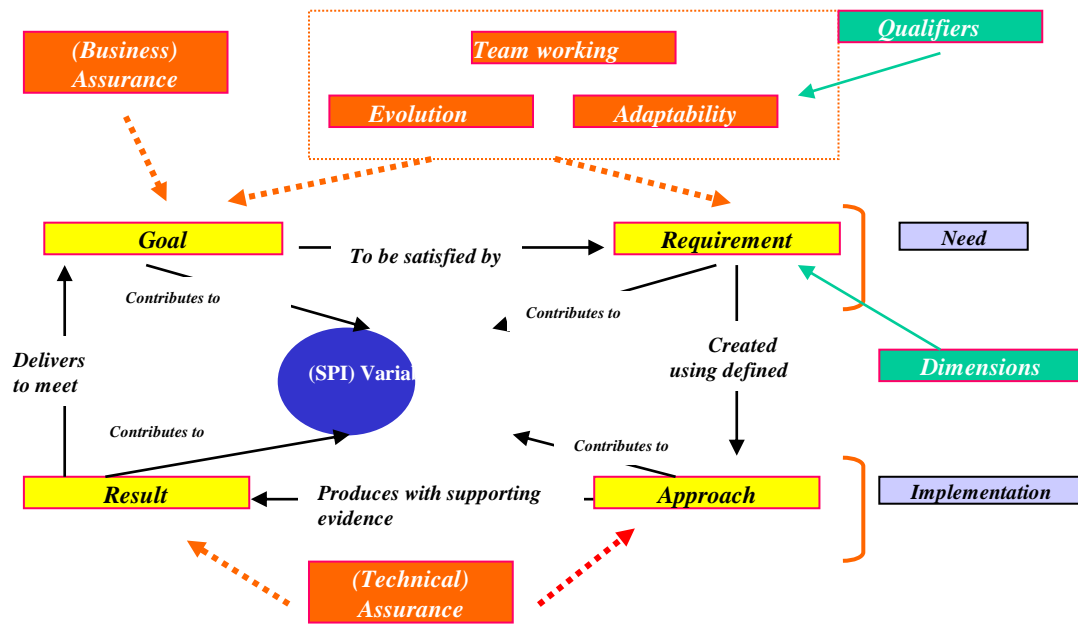 (Business)
Assurance
Team working
Qualifiers
Evolution
Adaptability
Goal
To be satisfied by
Requirement
Need
Contributes to
Contributes to
Delivers
to meet
(SPI) Varial
Created
using defined
Dimensions
Contributes to
Contributes to
Result
Produces with supporting
evidence
Approach
Implementation
(Technical)
Assurance